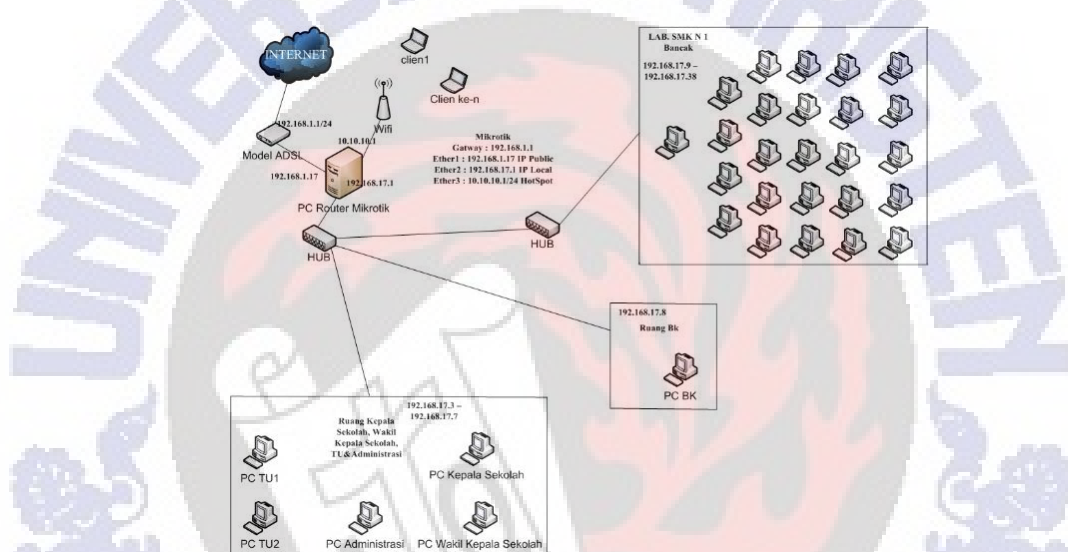 INTERNET
clien1
Clien ke-n
Wifi
192.168.1.1/24
Model ADSL
10.10.10.1
192.168.1.17
192.168.17.1
PC Router Mikrotik
HUB
Mikrotik
Gatway : 192.168.1.1
Ether1 : 192.168.1.17 IP Public
Ether2 : 192.168.17.1 IP Local
Ether3 : 10.10.10.1/24 HotSpot
HUB
LAB. SMK N 1
Bancak
192.168.17.9 –
192.168.17.38
192.168.17.8
Ruang Bk
PC BK
192.168.17.3 –
192.168.17.7
Ruang Kepala
Sekolah, Wakil
Kepala Sekolah,
TU&Administrasi
PC TU1
PC Kepala Sekolah
PC TU2
PC Administrasi
PC Wakil Kepala Sekolah